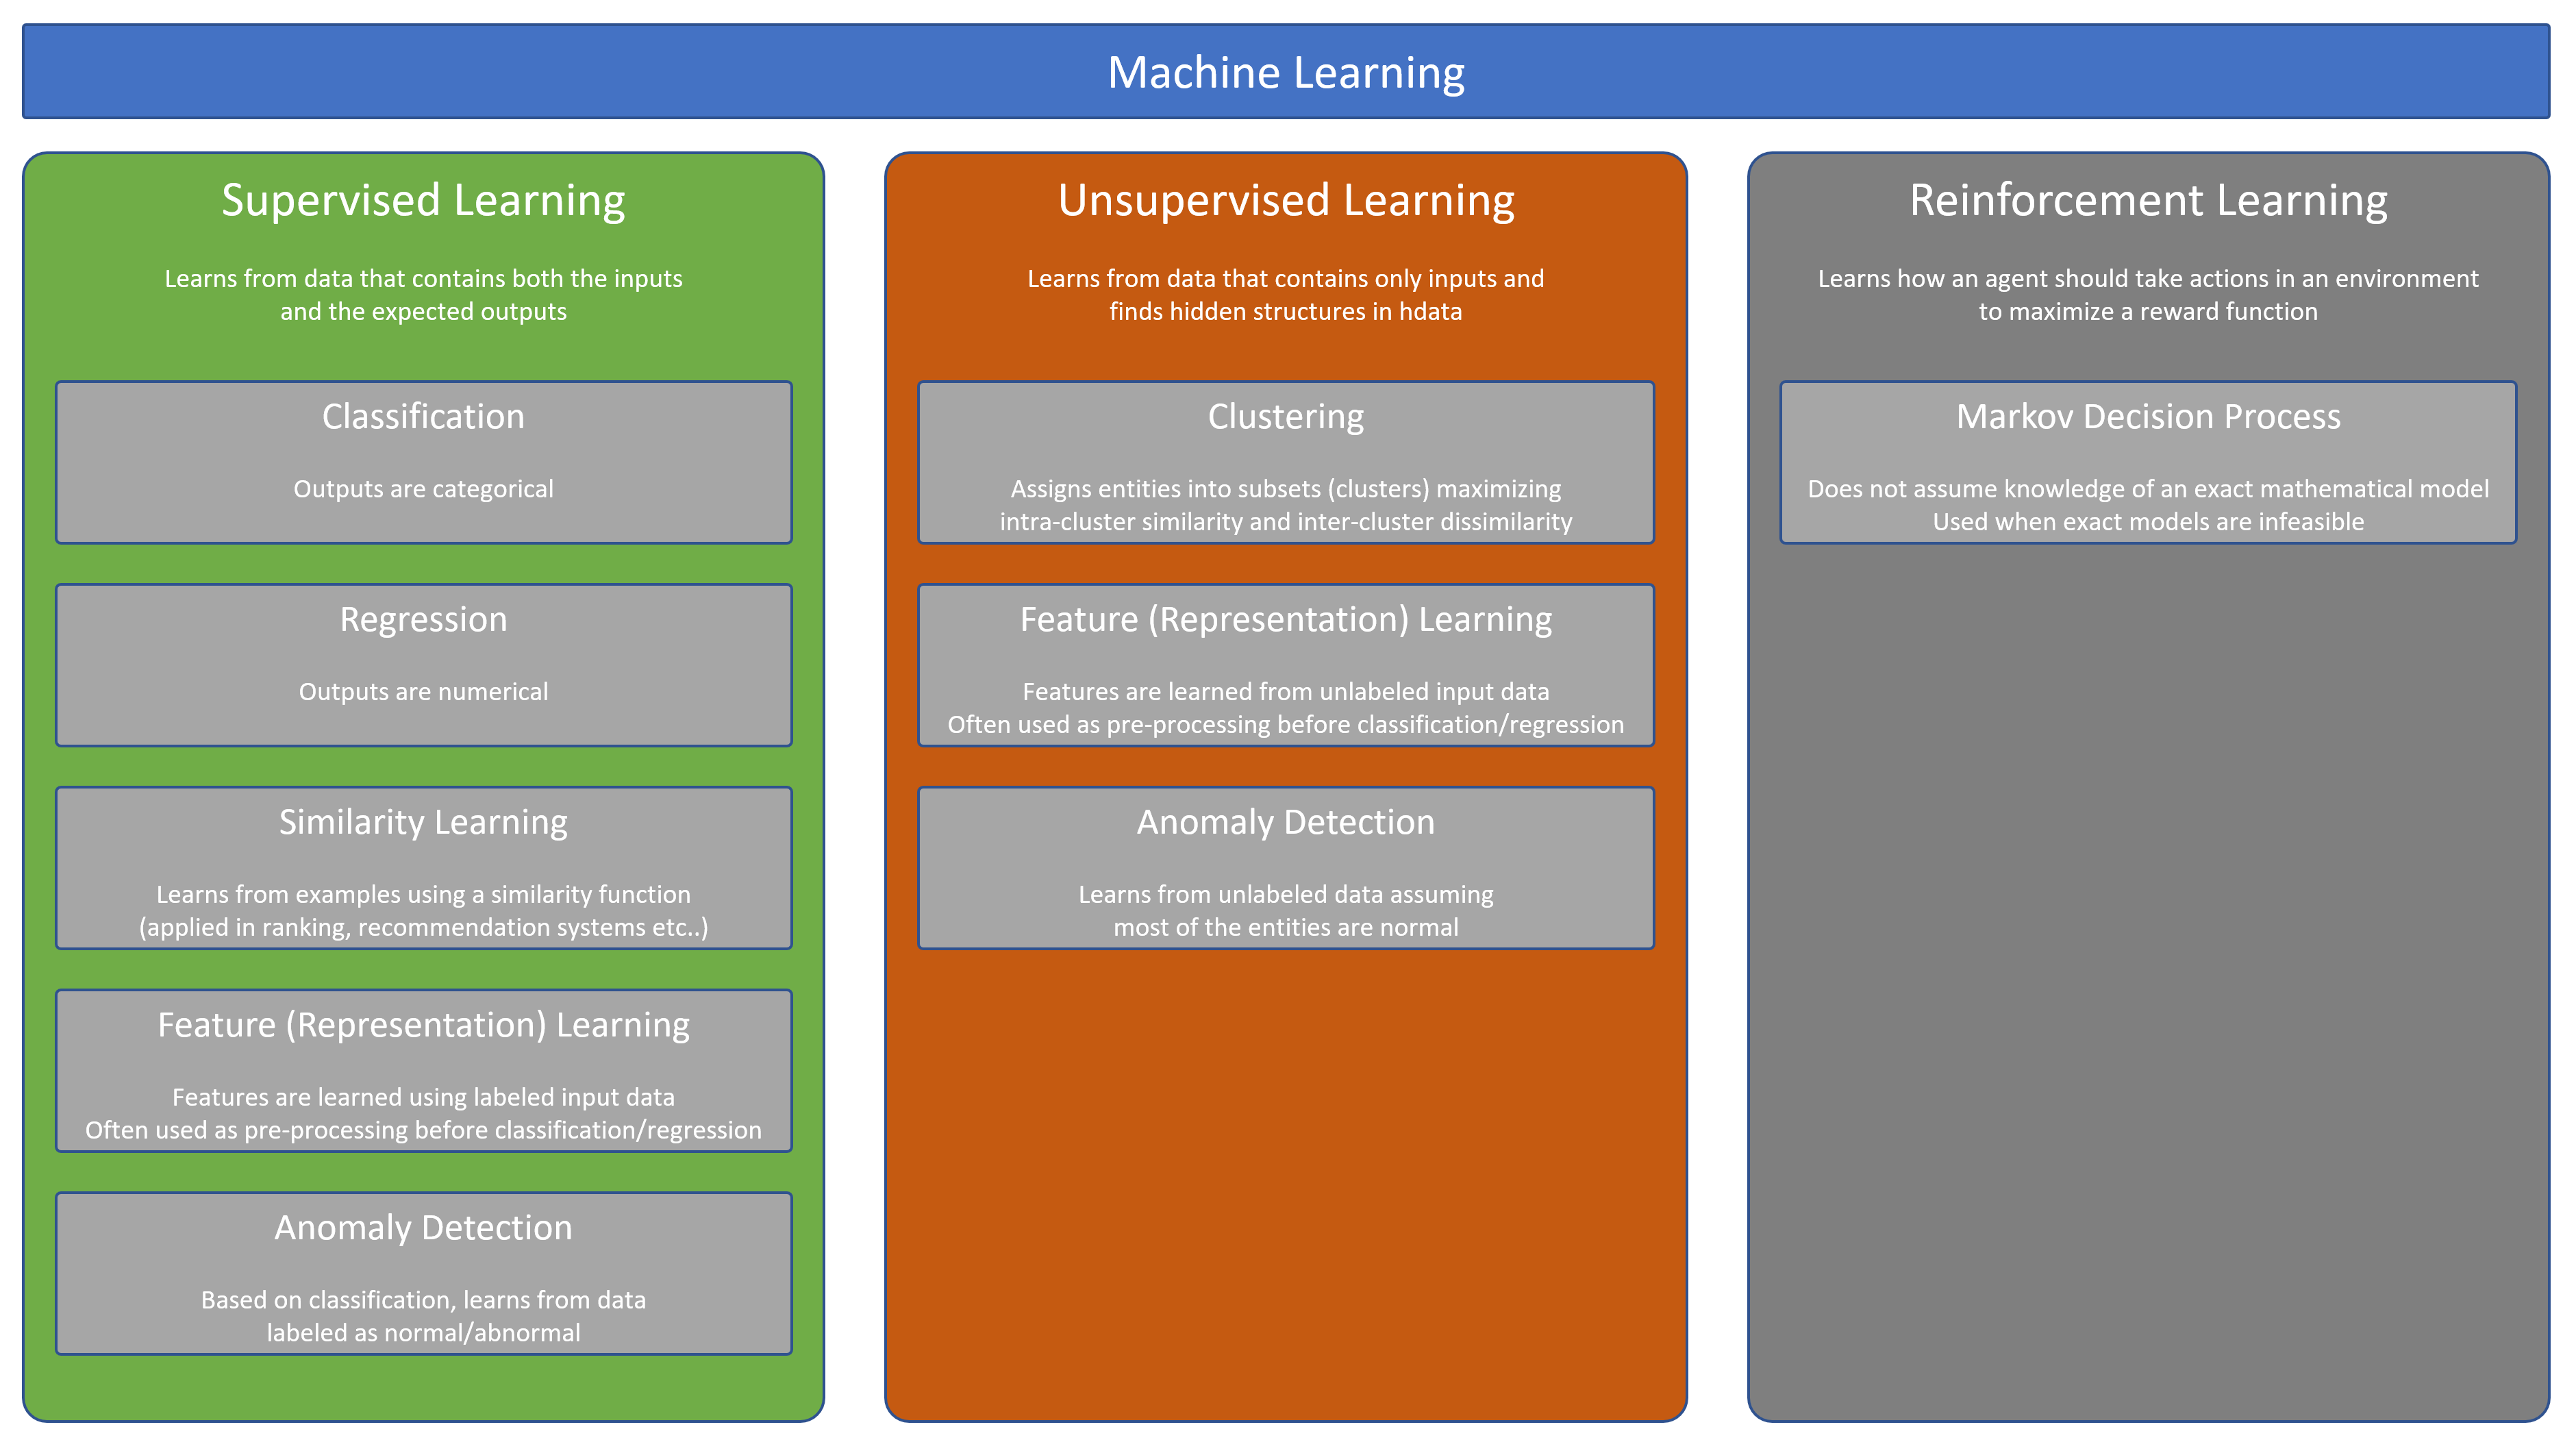 Machine Learning
Supervised Learning
Learns from data that contains both the inputs
and the expected outputs
Classification
Outputs are categorical
Regression
Outputs are numerical
Similarity Learning
Learns from examples using a similarity function
(applied in ranking, recommendation systems etc..)
Feature (Representation) Learning
Features are learned using labeled input data
Often used as pre-processing before classification/regression
Anomaly Detection
Based on classification, learns from data
labeled as normal/abnormal
Unsupervised Learning
Learns from data that contains only inputs and
finds hidden structures in hdata
Clustering
Assigns entities into subsets (clusters) maximizing
intra-cluster similarity and inter-cluster dissimilarity
Feature (Representation) Learning
Features are learned from unlabeled input data
Often used as pre-processing before classification/regression
Anomaly Detection
Learns from unlabeled data assuming
most of the entities are normal
Reinforcement Learning
Learns how an agent should take actions in an environment
to maximize a reward function
Markov Decision Process
Does not assume knowledge of an exact mathematical model
Used when exact models are infeasible